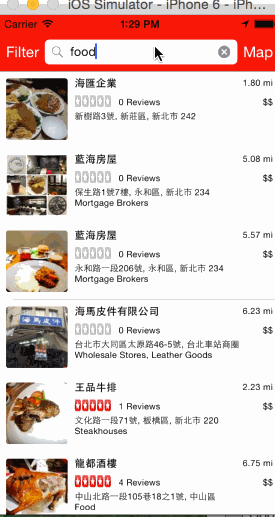 iOS Simulator - iPhone 6 - iPh...
Carrier 1:29 PM
Filter food Map
海匯企業 1.80 mi
0 Reviews $$
新樹路3號, 新莊區, 新北市 242
藍海房屋 5.08 mi
0 Reviews $$
保生路1號7樓, 永和區, 新北市 234
Mortgage Brokers
藍海房屋 5.57 mi
0 Reviews $$
永和路一段206號, 永和區, 新北市 234
Mortgage Brokers
海馬皮件有限公司 6.23 mi
0 Reviews $$
台北市大同區太原路46-5號, 台北車站商圈
Wholesale Stores, Leather Goods
王品牛排 2.23 mi
1 Reviews $$
文化路一段71號, 板橋區, 新北市 220
Steakhouses
龍都酒樓 6.75 mi
4 Reviews $$
中山北路一段105巷18之1號, 中山區
Food